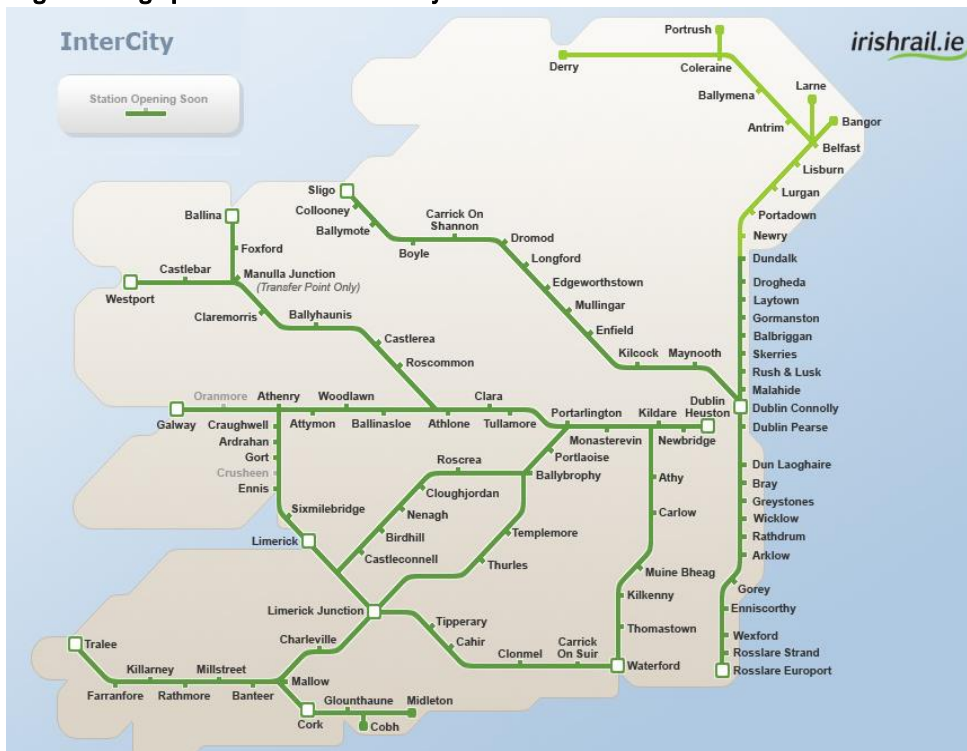 InterCity
irishrail.ie
Station Opening Soon
Portrush
Derry
Coleraine
Ballymena
Larne
Antrim
Bangor
Belfast
Lisburn
Lurgan
Portadown
Newry
Sligo
Collooney
Ballymote
Boyle
Carrick On
Shannon
Dromod
Longford
Edgeworthstown
Mullingar
Enfield
Kilcock
Maynooth
Ballina
Foxford
Castlebar
Westport
Manulla Junction
(Transfer Point Only)
Claremorris
Ballyhaunis
Castlerea
Roscommon
Dundalk
Drogheda
Laytown
Gormanston
Balbriggan
Skerries
Rush & Lusk
Malahide
Dublin Connolly
Dublin Pearse
Dun Laoghaire
Bray
Greystones
Wicklow
Rathdrum
Arklow
Gorey
Enniscorthy
Wexford
Rosslare Strand
Rosslare Europort
Oranmore
Athenry
Woodlawn
Clara
Portarlington
Kildare
Dublin
Heuston
Galway
Craughwell
Attymon
Ballinasloe
Athlone
Tullamore
Monasterevin
Newbridge
Ardrahan
Gort
Crusheen
Ennis
Sixmilebridge
Limerick
Roscrea
Cloughjordan
Nenagh
Birdhill
Castleconnell
Portlaoise
Ballybrophy
Templemore
Thurles
Athy
Carlow
Muine Bheag
Kilkenny
Thomastown
Waterford
Limerick Junction
Tipperary
Cahir
Clonmel
Carrick
On Suir
Charleville
Tralee
Killarney
Millstreet
Mallow
Farranfore
Rathmore
Banteer
Glounthaune
Midleton
Cork
Cobh